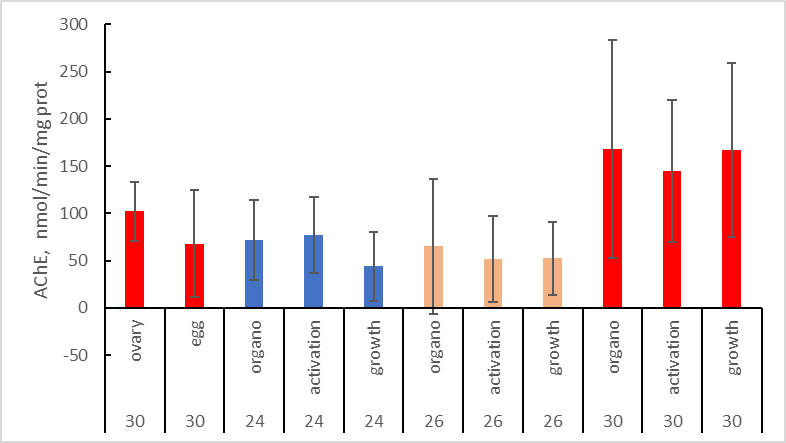 AChE, nmol/min/mg prot
300
250
200
150
100
50
0
-50
ovary egg organo activation growth organo activation growth organo activation growth
30 30 24 24 24 26 26 26 30 30 30